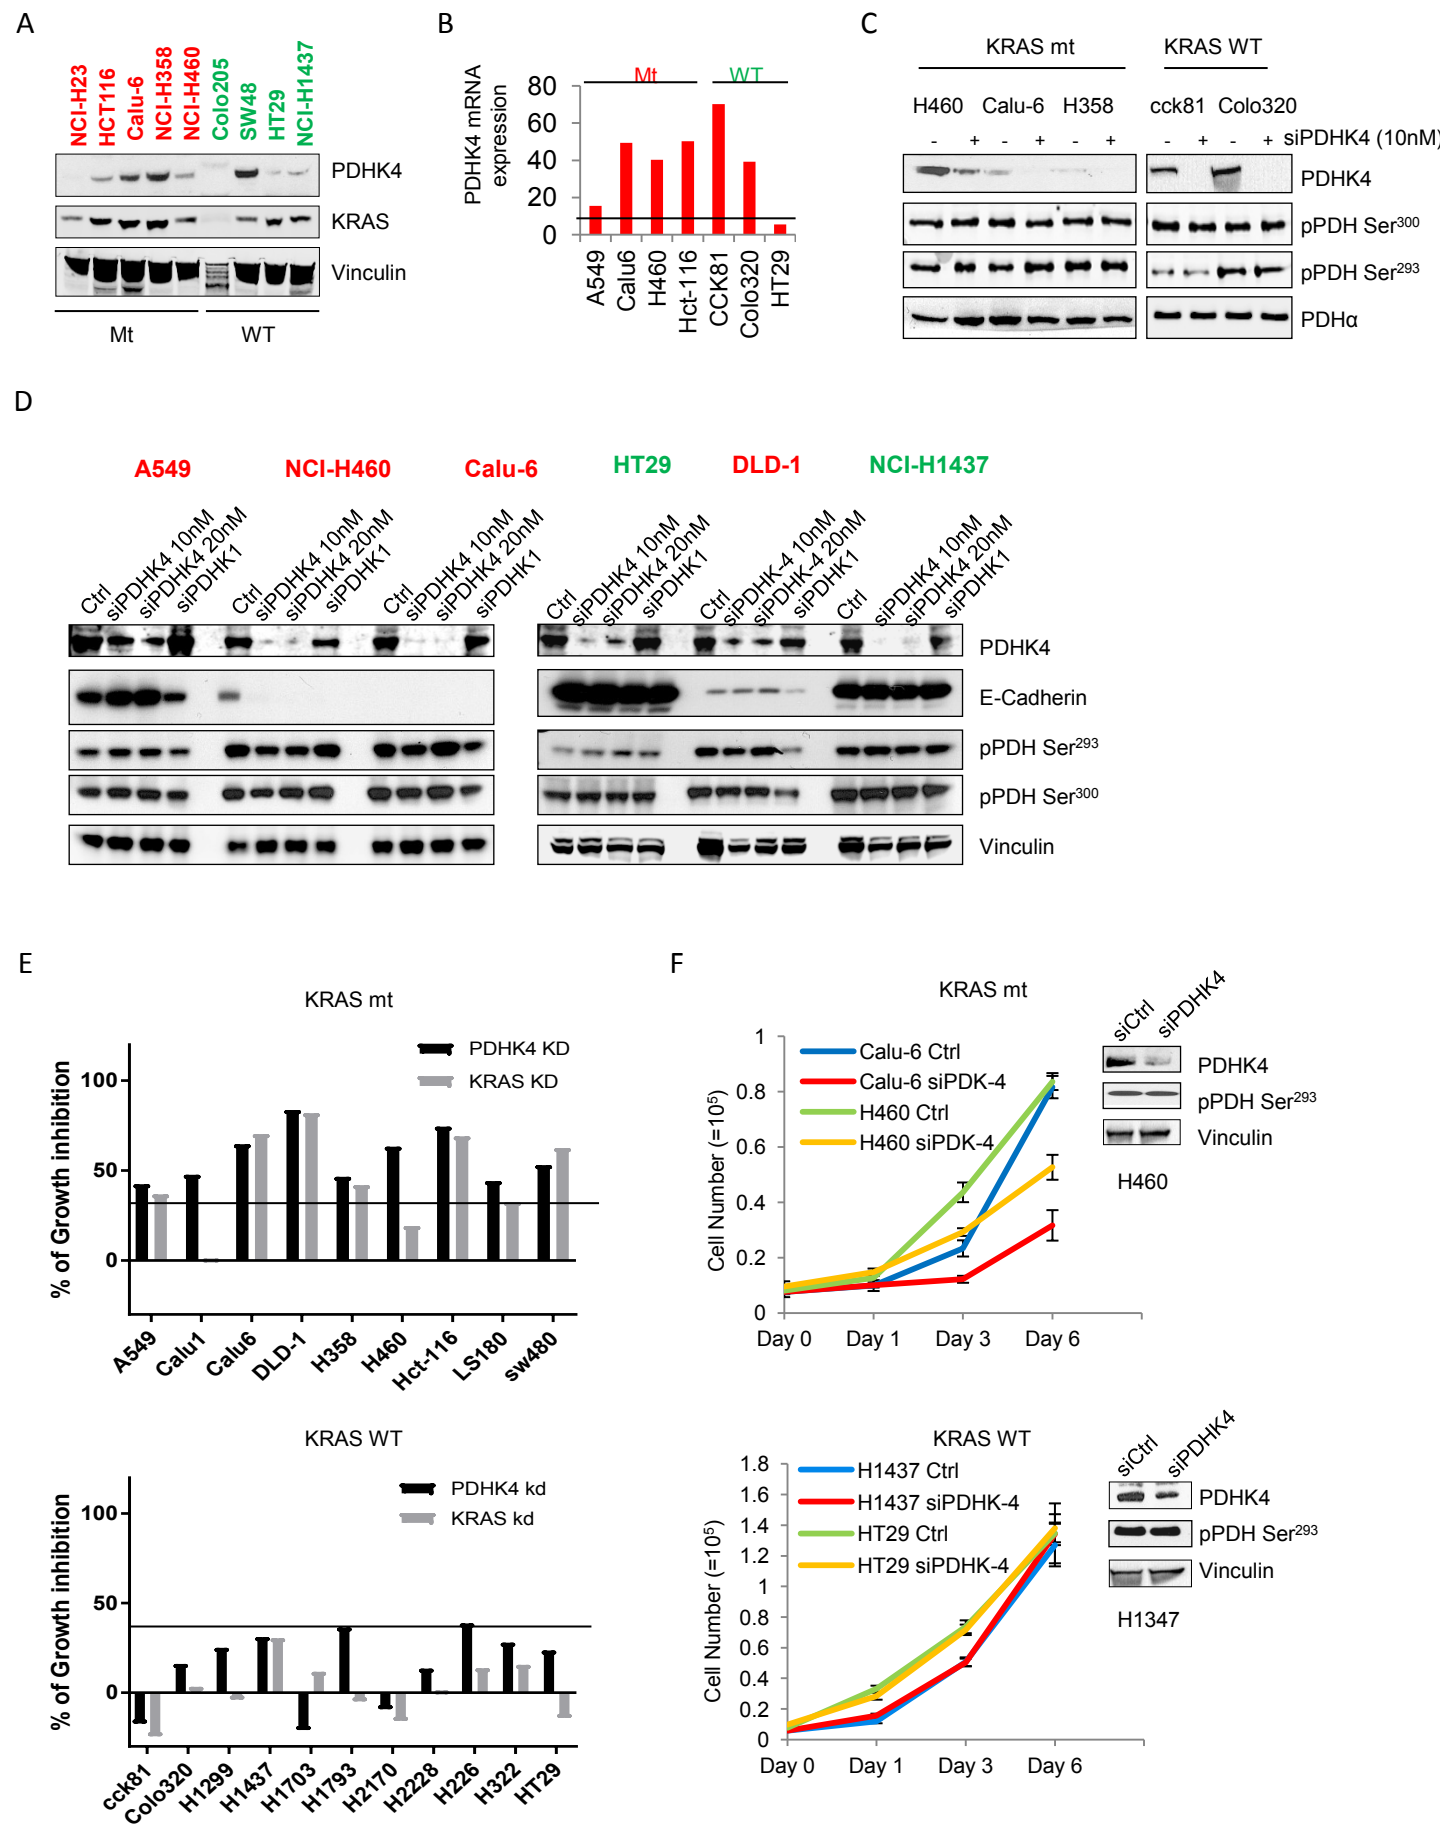 A
NCI-H23
HCT116
Calu-6
NCI-H358
NCI-H460
Colo205
SW48
HT29
NCI-H1437
PDHK4
KRAS
Vinculin
Mt WT
B
PDHK4 mRNA
expression
Mt WT
80
60
40
20
0
A549
Calu6
H460
Hct-116
CCK81
Colo320
HT29
C
KRAS mt KRAS WT
H460 Calu-6 H358 cck81 Colo320
- + - + - + - + - + siPDHK4 (10nM)
PDHK4
pPDH Ser300
pPDH Ser293
PDHα
D
A549 NCI-H460 Calu-6 HT29 DLD-1 NCI-H1437
Ctrl siPDHK4 10nM siPDHK4 20nM siPDHK1
Ctrl siPDHK4 10nM siPDHK4 20nM siPDHK1
Ctrl siPDHK4 10nM siPDHK4 20nM siPDHK1
Ctrl siPDHK4 10nM siPDHK4 20nM siPDHK1
Ctrl siPDHK-4 10nM siPDHK-4 20nM siPDHK1
Ctrl siPDHK4 10nM siPDHK4 20nM siPDHK1
PDHK4
E-Cadherin
pPDH Ser293
pPDH Ser300
Vinculin
E
KRAS mt
PDHK4 KD
KRAS KD
% of Growth inhibition
100
50
0
A549 Calu1 Calu6 DLD-1 H358 H460 Hct-116 LS180 sw480
KRAS WT
PDHK4 kd
KRAS kd
% of Growth inhibition
100
50
0
cck81 Colo320 H1299 H1437 H1703 H1793 H2170 H2228 H226 H322 HT29
F
KRAS mt
Cell Number (=105)
1
0.8
0.6
0.4
0.2
0
Calu-6 Ctrl
Calu-6 siPDK-4
H460 Ctrl
H460 siPDK-4
Day 0 Day 1 Day 3 Day 6
siCtrl siPDHK4
PDHK4
pPDH Ser293
Vinculin
H460
KRAS WT
Cell Number (=105)
1.8
1.6
1.4
1.2
1
0.8
0.6
0.4
0.2
0
H1437 Ctrl
H1437 siPDHK-4
HT29 Ctrl
HT29 siPDHK-4
Day 0 Day 1 Day 3 Day 6
siCtrl siPDHK4
PDHK4
pPDH Ser293
Vinculin
H1347